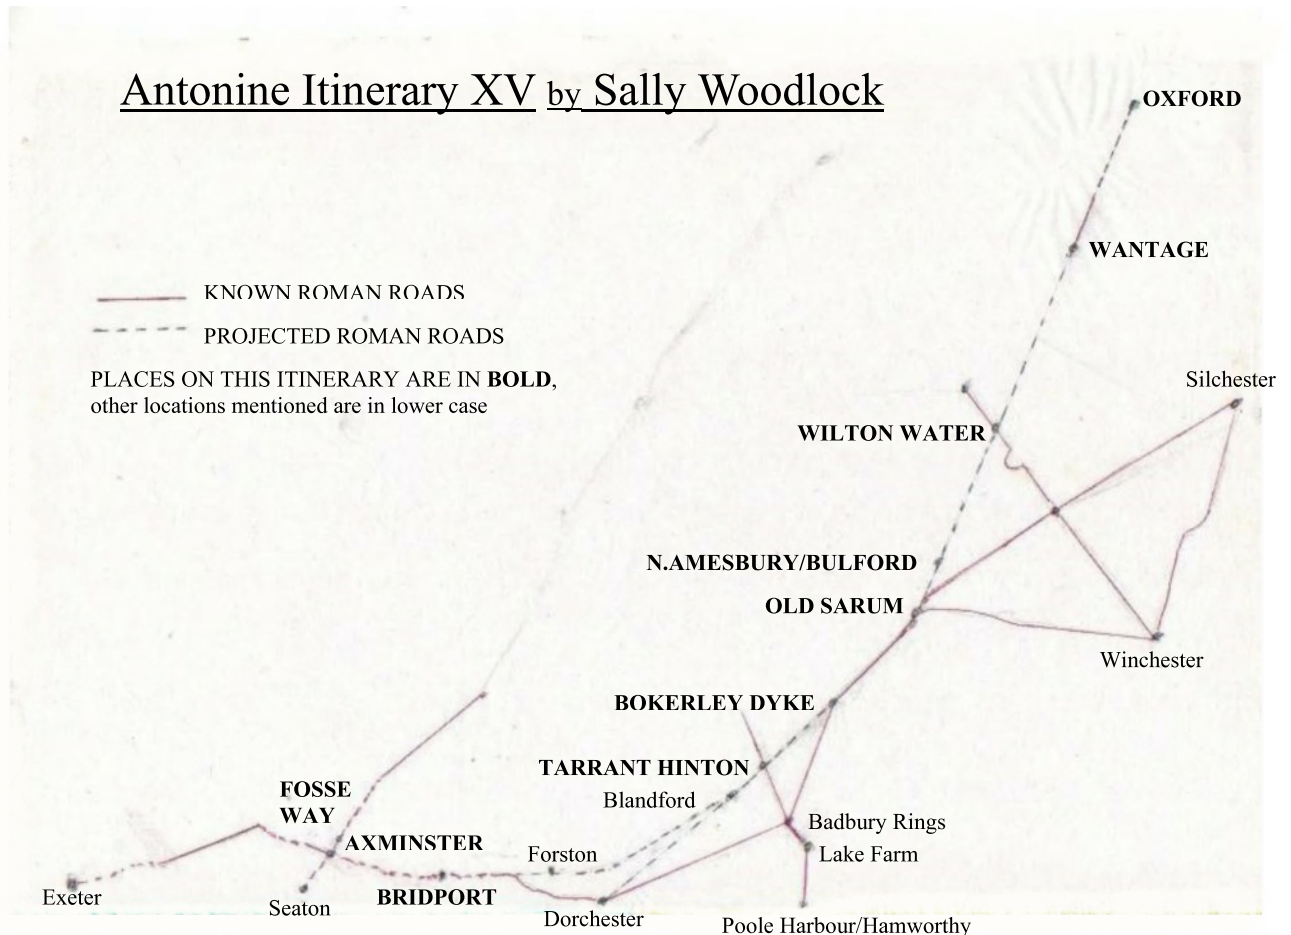 Antonine Itinerary XV by Sally Woodlock
OXFORD
WANTAGE
KNOWN ROMAN ROADS
PROJECTED ROMAN ROADS
PLACES ON THIS ITINERARY ARE IN BOLD,
other locations mentioned are in lower case
Silchester
WILTON WATER
N.AMESBURY/BULFORD
OLD SARUM
Winchester
BOKERLEY DYKE
TARRANT HINTON
Blandford
FOSSE
WAY
Badbury Rings
AXMINSTER
Forston
Lake Farm
Exeter
BRIDPORT
Seaton
Dorchester
Poole Harbour/Hamworthy